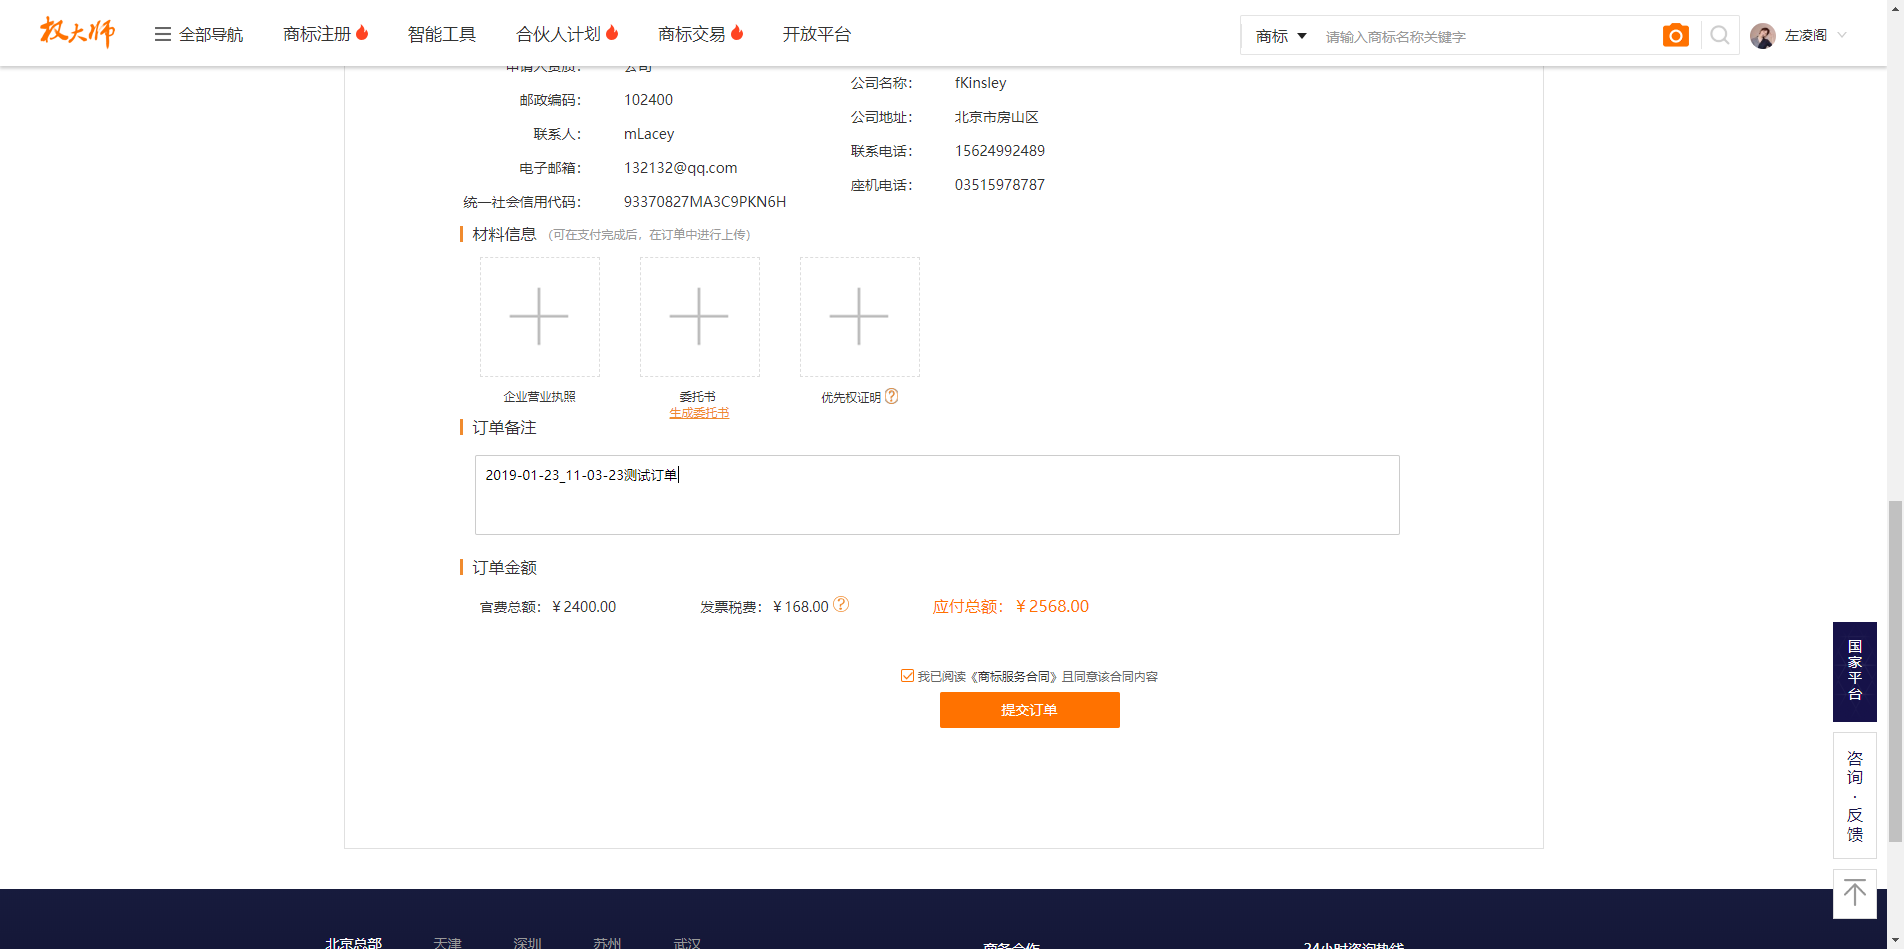 权大师
全部导航
商标注册
智能工具
合伙人计划
商标交易
开放平台
商标
请输入商标名称关键字
左凌阁
申请人资质： 公司
公司名称： fKinsley
邮政编码： 102400
公司地址： 北京市房山区
联系人： mLacey
联系电话： 15624992489
电子邮箱： 132132@qq.com
座机电话： 03515978787
统一社会信用代码： 93370827MA3C9PKN6H
材料信息 （可在支付完成后，在订单中进行上传）
企业营业执照
委托书
生成委托书
优先权证明
订单备注
2019-01-23_11-03-23测试订单
订单金额
官费总额：￥2400.00
发票税费：￥168.00
应付总额：￥2568.00
我已阅读《商标服务合同》且同意该合同内容
提交订单
国家平台
咨询·反馈
北京总部
天津
深圳
苏州
武汉
商务合作
24小时咨询热线